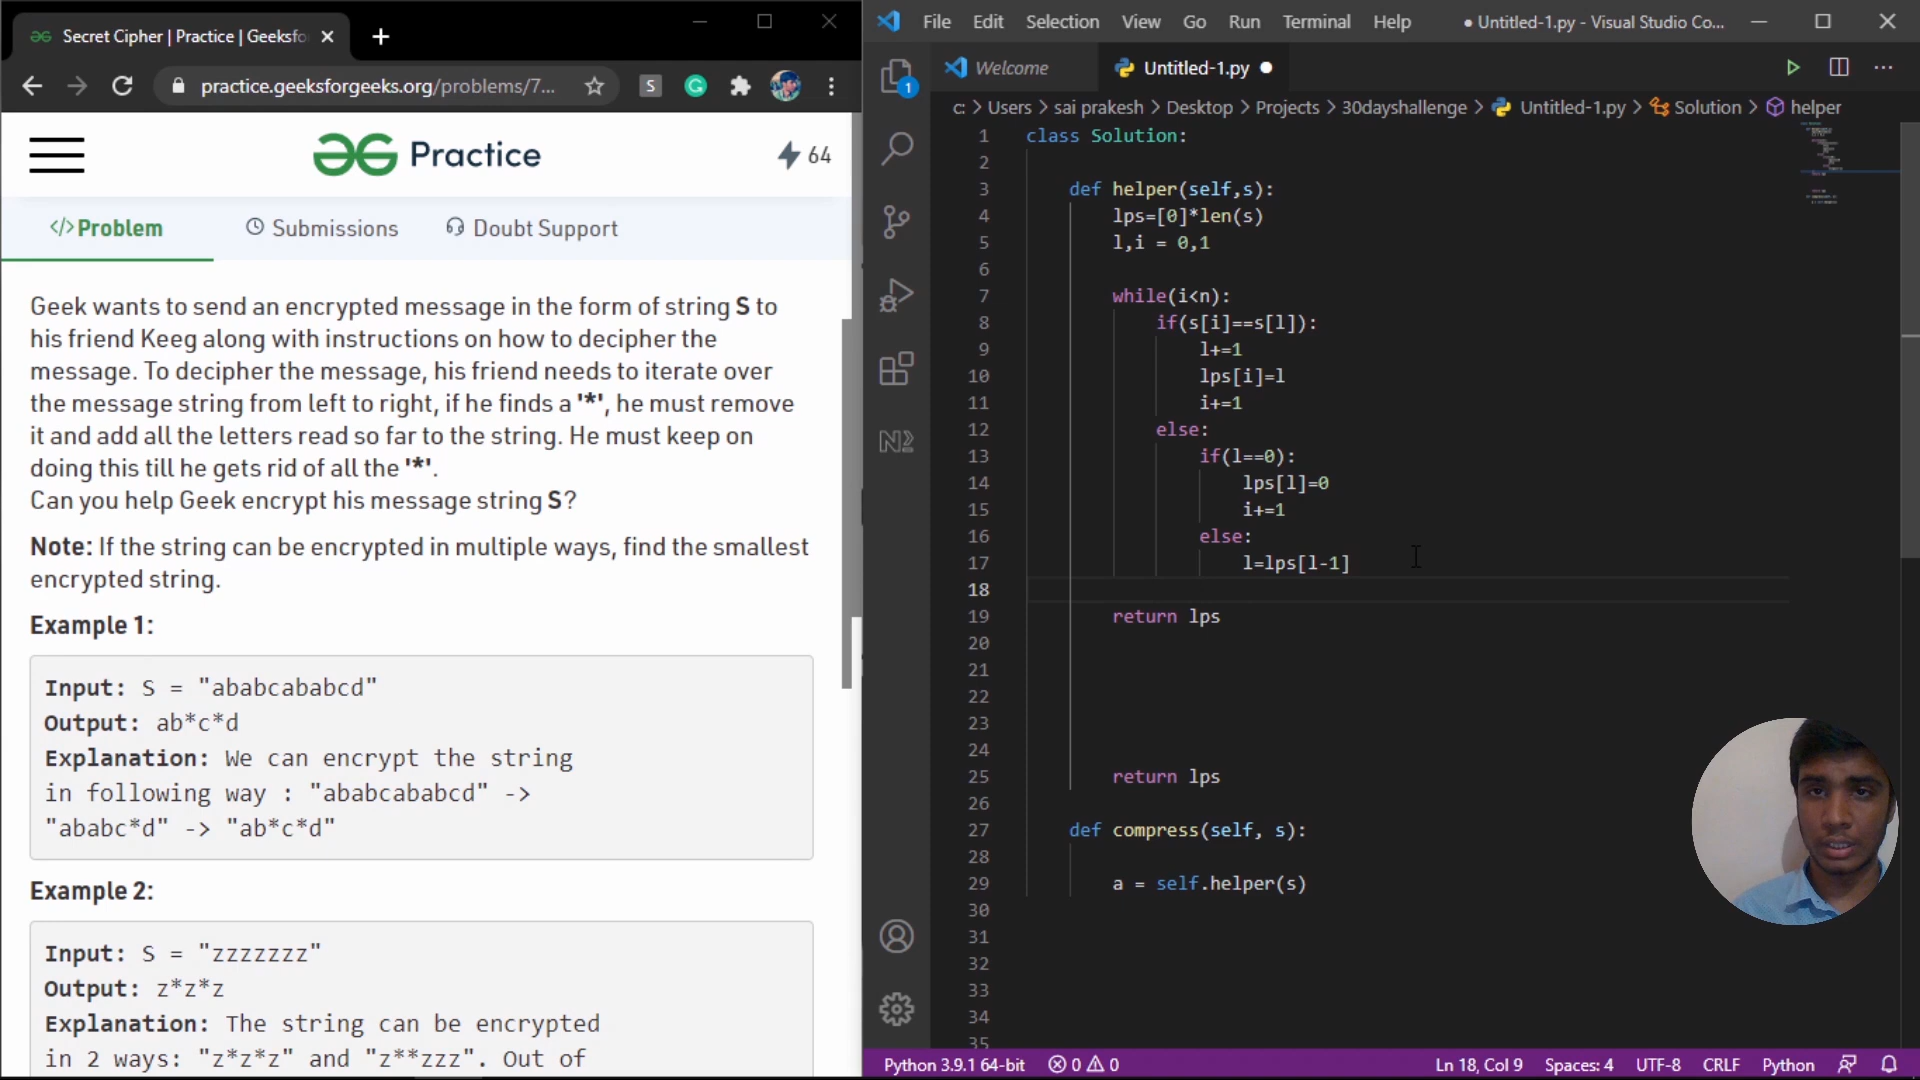 Secret Cipher | Practice | Geeksfo
practice.geeksforgeeks.org/problems/7...
Practice
64
</>Problem
Submissions
Doubt Support
Geek wants to send an encrypted message in the form of string S to
his friend Keeg along with instructions on how to decipher the
message. To decipher the message, his friend needs to iterate over
the message string from left to right, if he finds a '*', he must remove
it and add all the letters read so far to the string. He must keep on
doing this till he gets rid of all the '*'.
Can you help Geek encrypt his message string S?
Note: If the string can be encrypted in multiple ways, find the smallest
encrypted string.
Example 1:
Input: S = "ababcababcd"
Output: ab*c*d
Explanation: We can encrypt the string
in following way : "ababcababcd" ->
"ababc*d" -> "ab*c*d"
Example 2:
Input: S = "zzzzzzz"
Output: z*z*z
Explanation: The string can be encrypted
in 2 ways: "z*z*z" and "z**zzz". Out of
File Edit Selection View Go Run Terminal Help ● Untitled-1.py - Visual Studio Co...
Welcome
Untitled-1.py
c: > Users > sai prakesh > Desktop > Projects > 30dayschallenge > Untitled-1.py > Solution > helper
1 class Solution:
2
3 def helper(self,s):
4 lps=[0]*len(s)
5 l,i = 0,1
6
7 while(i<n):
8 if(s[i]==s[l]):
9 l+=1
10 lps[i]=l
11 i+=1
12 else:
13 if(l==0):
14 lps[l]=0
15 i+=1
16 else:
17 l=lps[l-1]
18
19 return lps
20
21
22
23
24
25 return lps
26
27 def compress(self, s):
28
29 a = self.helper(s)
30
31
32
33
34
35
Python 3.9.1 64-bit 0 0 Ln 18, Col 9 Spaces: 4 UTF-8 CRLF Python